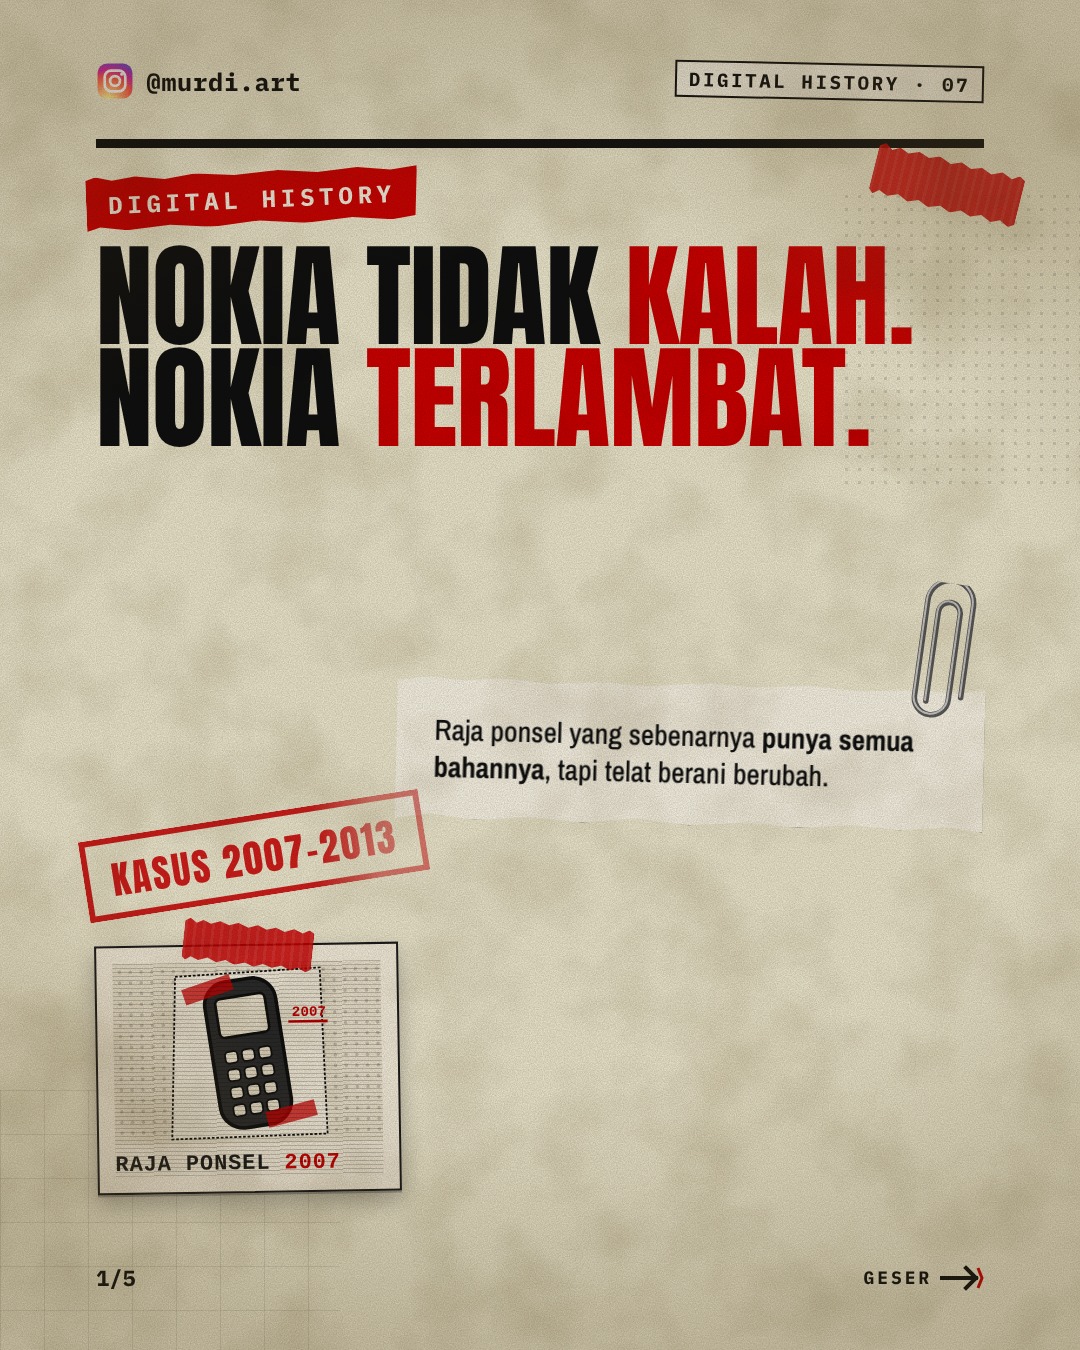 @murdi.art
DIGITAL HISTORY · 07
DIGITAL HISTORY
NOKIA TIDAK KALAH.
NOKIA TERLAMBAT.
Raja ponsel yang sebenarnya punya semua
bahannya, tapi telat berani berubah.
KASUS 2007-2013
2007
RAJA PONSEL 2007
1/5
GESER